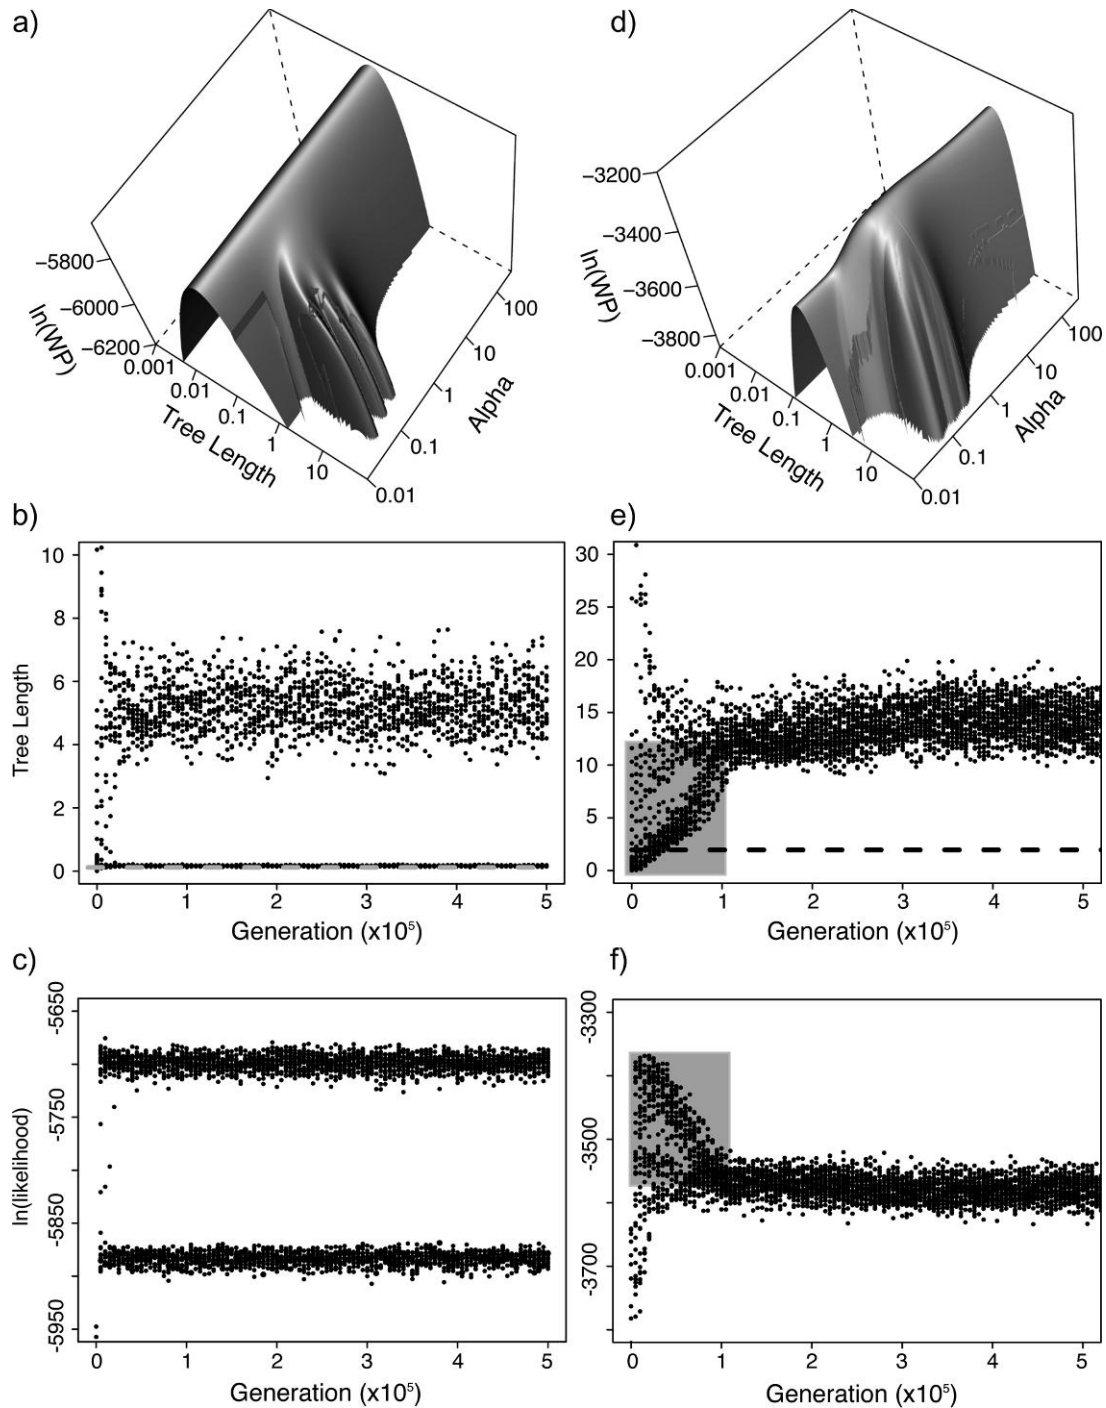 a)
−5800
−6000
−6200
ln(WP)
0.001
0.01
0.1
1
10
Tree Length
0.01
0.1
1
10
100
Alpha
d)
−3200
−3400
−3600
−3800
ln(WP)
0.001
0.01
0.1
1
10
Tree Length
0.01
0.1
1
10
100
Alpha
b)
Tree Length
10
8
6
4
2
0
0 1 2 3 4 5
Generation (x10⁵)
e)
30
25
20
15
10
5
0
0 1 2 3 4 5
Generation (x10⁵)
c)
ln(likelihood)
-5650
-5750
-5850
-5950
0 1 2 3 4 5
Generation (x10⁵)
f)
-3300
-3500
-3700
0 1 2 3 4 5
Generation (x10⁵)